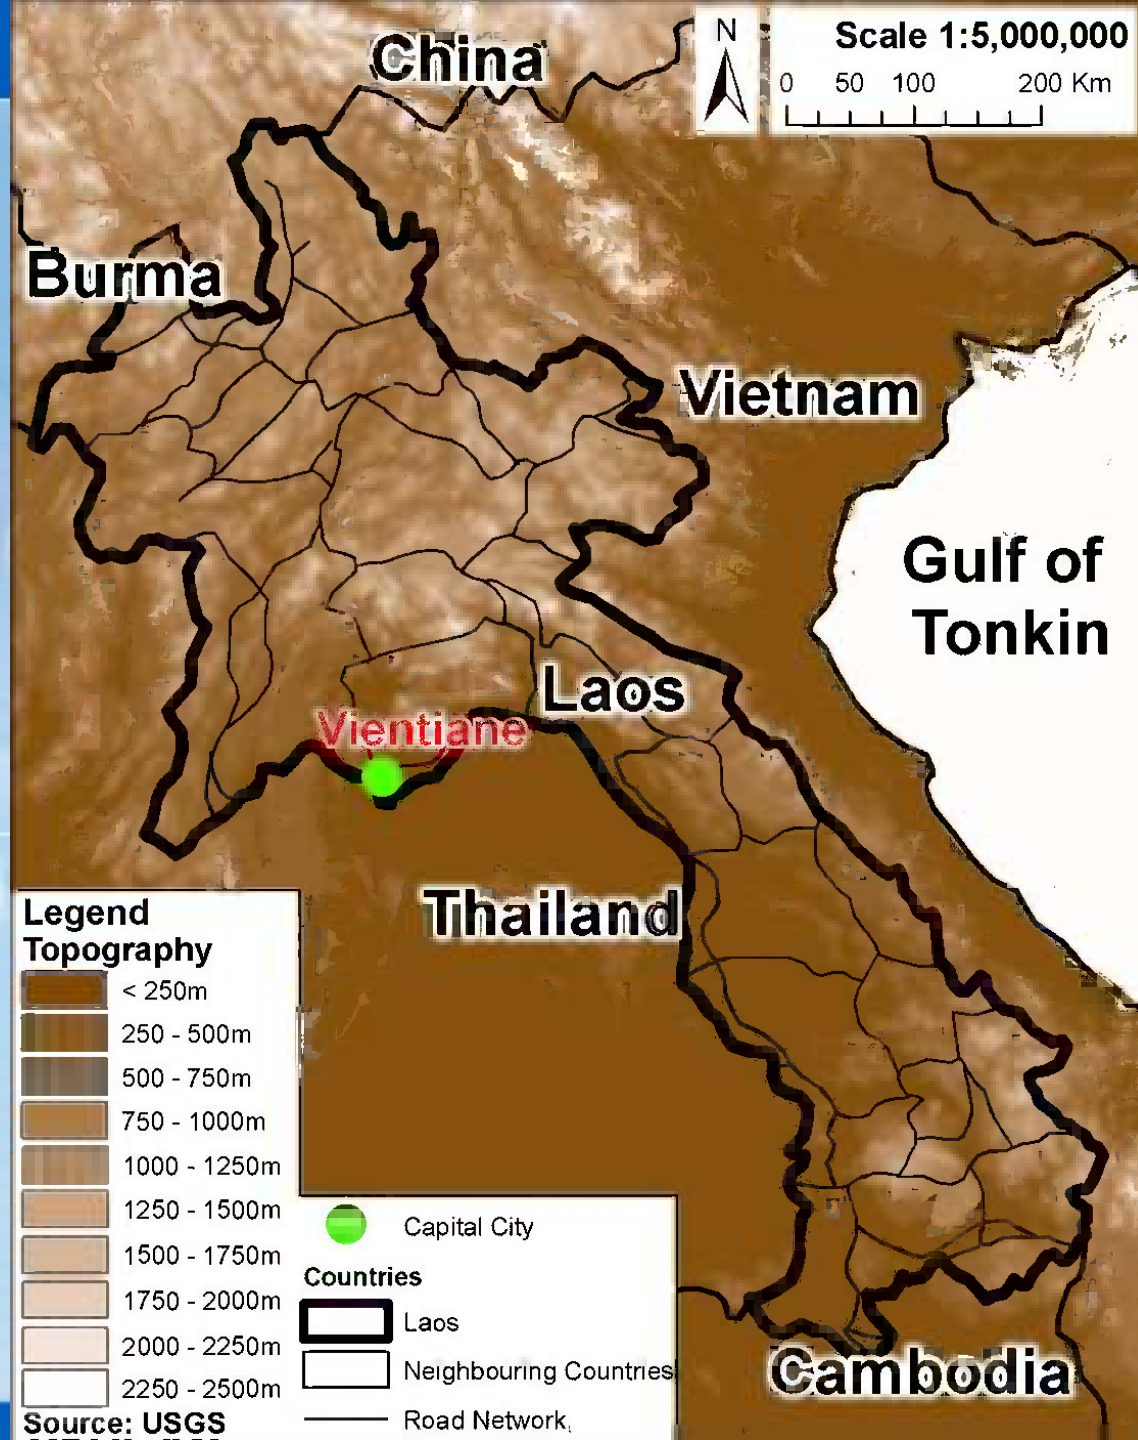 China
N
Scale 1:5,000,000
0 50 100 200 Km
Burma
Vietnam
Gulf of
Tonkin
Laos
Vientiane
Thailand
Cambodia
Legend
Topography
< 250m
250 - 500m
500 - 750m
750 - 1000m
1000 - 1250m
1250 - 1500m
1500 - 1750m
1750 - 2000m
2000 - 2250m
2250 - 2500m
Source: USGS
Capital City
Countries
Laos
Neighbouring Countries
Road Network